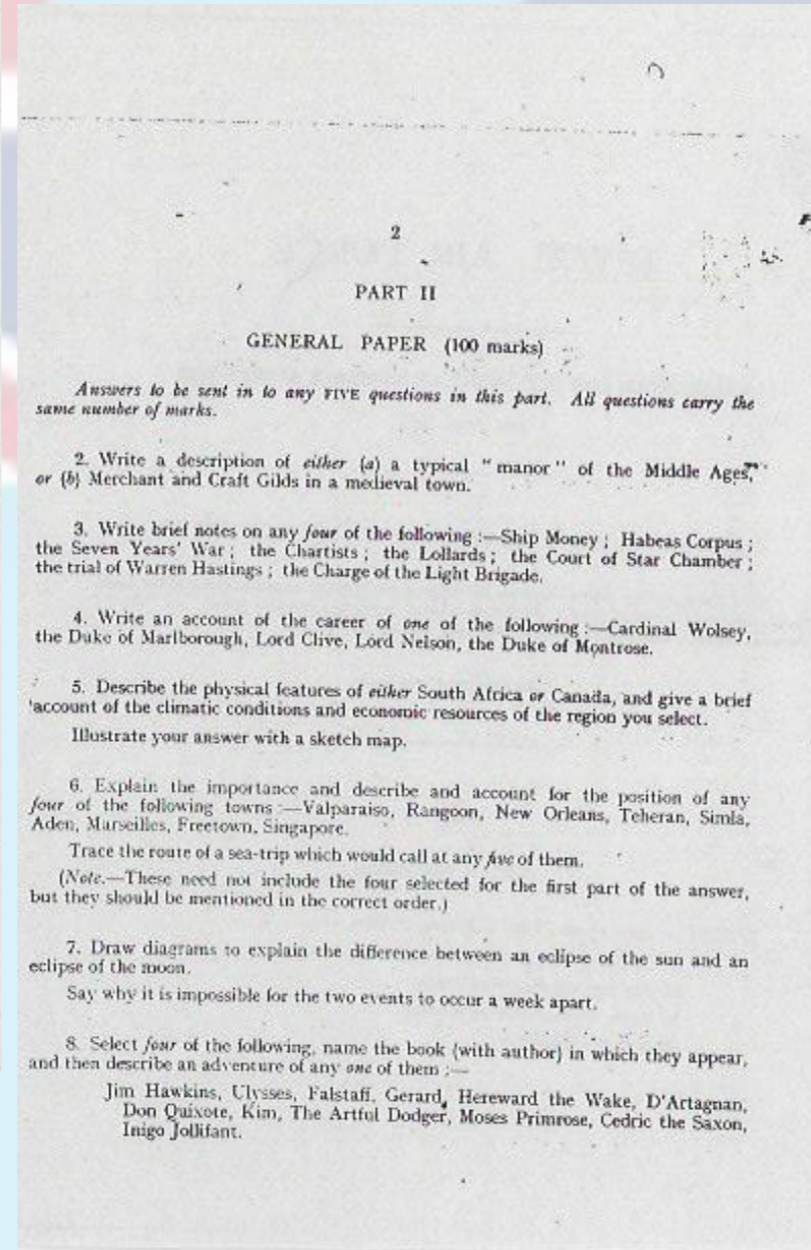 2
PART II
GENERAL PAPER (100 marks)
Answers to be sent in to any FIVE questions in this part. All questions carry the
same number of marks.
2. Write a description of either (a) a typical "manor" of the Middle Ages,
or (b) Merchant and Craft Gilds in a medieval town.
3. Write brief notes on any four of the following :—Ship Money ; Habeas Corpus ;
the Seven Years' War ; the Chartists ; the Lollards ; the Court of Star Chamber ;
the trial of Warren Hastings ; the Charge of the Light Brigade.
4. Write an account of the career of one of the following :—Cardinal Wolsey,
the Duke of Marlborough, Lord Clive, Lord Nelson, the Duke of Montrose.
5. Describe the physical features of either South Africa or Canada, and give a brief
account of the climatic conditions and economic resources of the region you select.
Illustrate your answer with a sketch map.
6. Explain the importance and describe and account for the position of any
four of the following towns :—Valparaiso, Rangoon, New Orleans, Teheran, Simla,
Aden, Marseilles, Freetown, Singapore.
Trace the route of a sea-trip which would call at any five of them.
(Note.—These need not include the four selected for the first part of the answer,
but they should be mentioned in the correct order.)
7. Draw diagrams to explain the difference between an eclipse of the sun and an
eclipse of the moon.
Say why it is impossible for the two events to occur a week apart.
8. Select four of the following, name the book (with author) in which they appear,
and then describe an adventure of any one of them :—
Jim Hawkins, Ulysses, Falstaff, Gerard, Hereward the Wake, D'Artagnan,
Don Quixote, Kim, The Artful Dodger, Moses Primrose, Cedric the Saxon,
Inigo Jollifant.